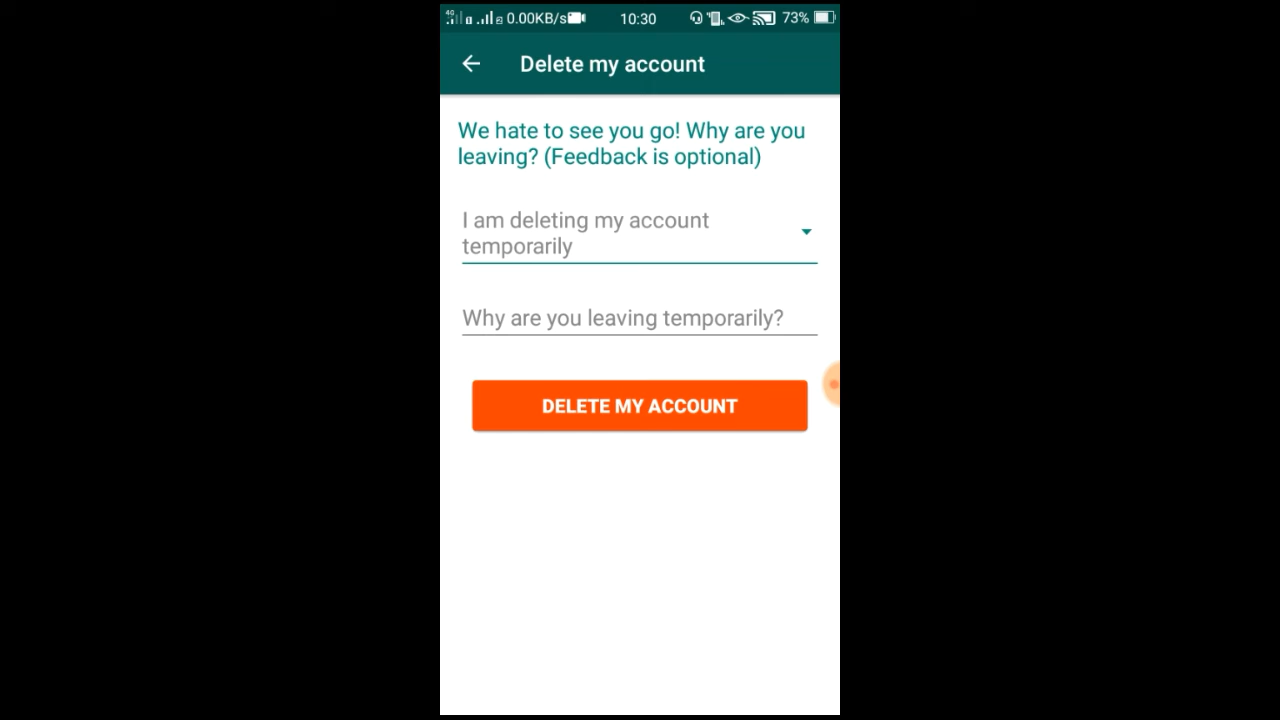 4G 0.00KB/s 10:30 73%
Delete my account
We hate to see you go! Why are you
leaving? (Feedback is optional)
I am deleting my account
temporarily
Why are you leaving temporarily?
DELETE MY ACCOUNT